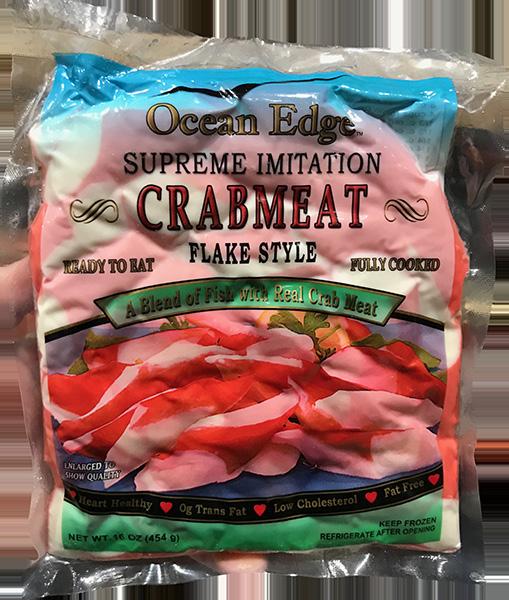 Ocean Edge™
SUPREME IMITATION
CRABMEAT
FLAKE STYLE
READY TO EAT
FULLY COOKED
A Blend of Fish with Real Crab Meat
ENLARGED TO
SHOW QUALITY
Heart Healthy ♥ 0g Trans Fat ♥ Low Cholesterol ♥ Fat Free
NET WT. 16 OZ (454 g)
KEEP FROZEN
REFRIGERATE AFTER OPENING